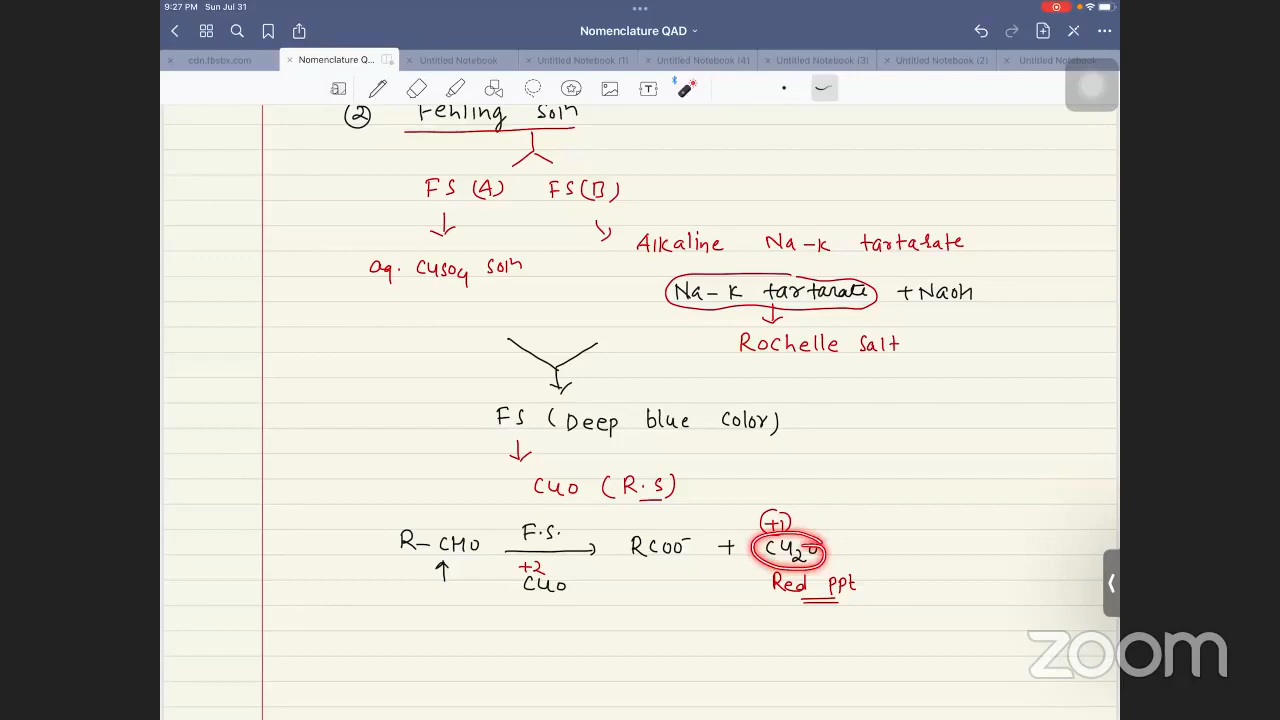 9:27 PM Sun Jul 31
Nomenclature QAD
cdn.fbsbx.com
Nomenclature QA...
Untitled Notebook
Untitled Notebook (1)
Untitled Notebook (4)
Untitled Notebook (3)
Untitled Notebook (2)
Untitled Notebook
② Fehling soln
FS (A) FS(B)
Alkaline Na-K tartarate
aq. CuSO4 soln
Na-K tartarate + NaOH
Rochelle salt
FS (Deep blue color)
CuO (R.S)
+1
R-CHO F.S. RCOO⁻ + Cu2O
+2
CuO
Red ppt
zoom